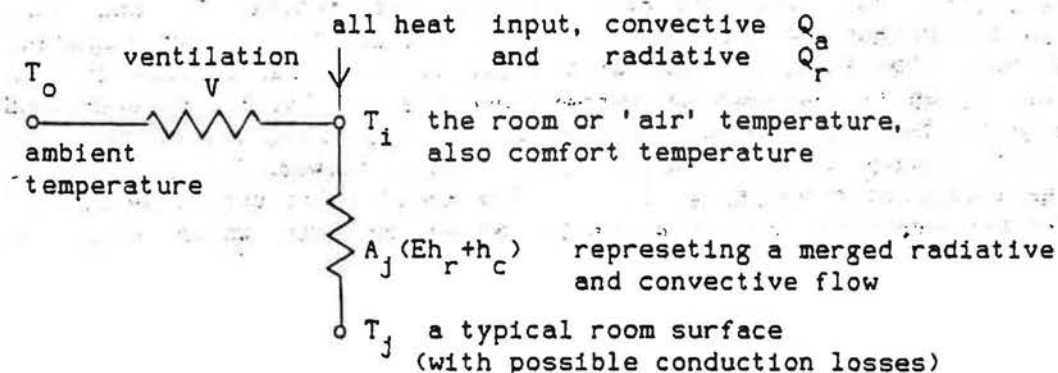 all heat input, convective Q_a
and radiative Q_r
T_o
ventilation
V
T_i the room or 'air' temperature,
also comfort temperature
ambient
temperature
A_j(Eh_r+h_c) represeting a merged radiative
and convective flow
T_j a typical room surface
(with possible conduction losses)